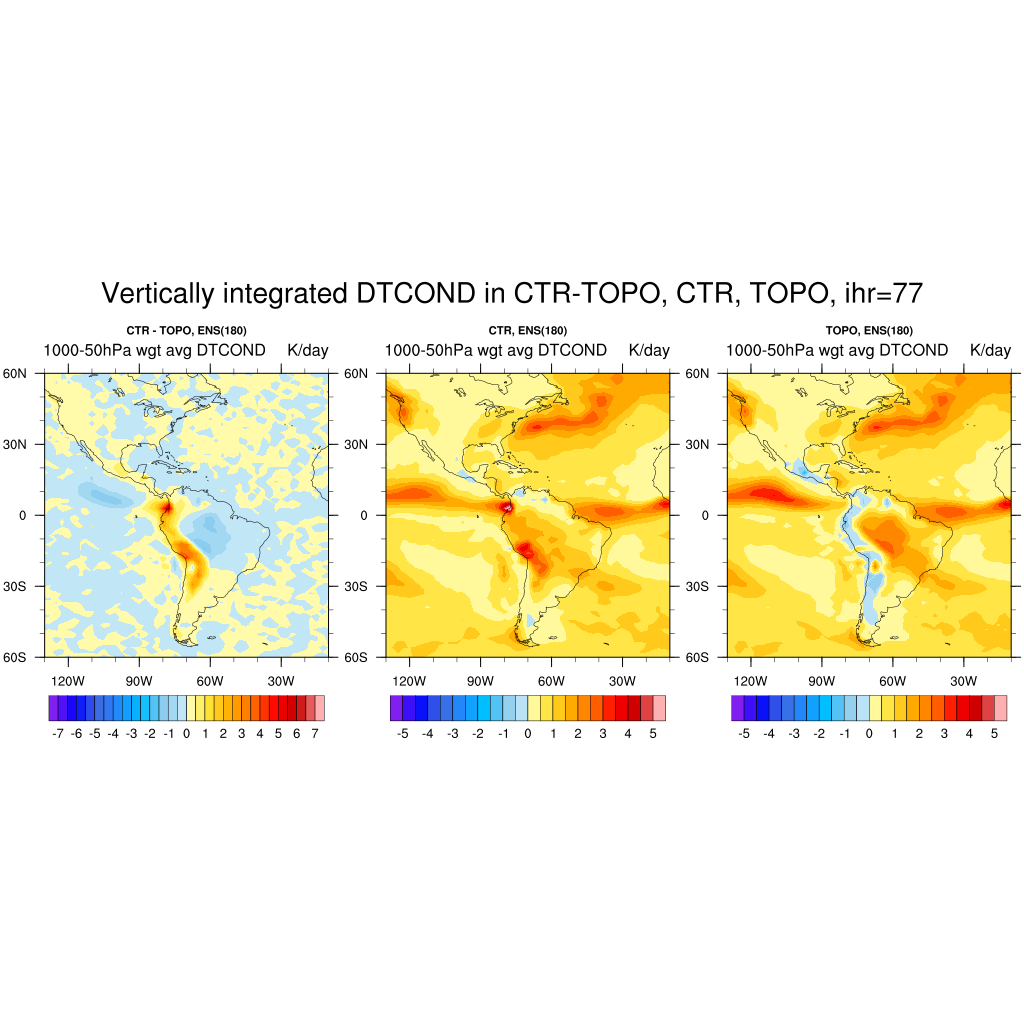 Vertically integrated DTCOND in CTR-TOPO, CTR, TOPO, ihr=77
CTR - TOPO, ENS(180)
1000-50hPa wgt avg DTCOND K/day
60N
30N
0
30S
60S
120W 90W 60W 30W
-7 -6 -5 -4 -3 -2 -1 0 1 2 3 4 5 6 7
CTR, ENS(180)
1000-50hPa wgt avg DTCOND K/day
60N
30N
0
30S
60S
120W 90W 60W 30W
-5 -4 -3 -2 -1 0 1 2 3 4 5
TOPO, ENS(180)
1000-50hPa wgt avg DTCOND K/day
60N
30N
0
30S
60S
120W 90W 60W 30W
-5 -4 -3 -2 -1 0 1 2 3 4 5